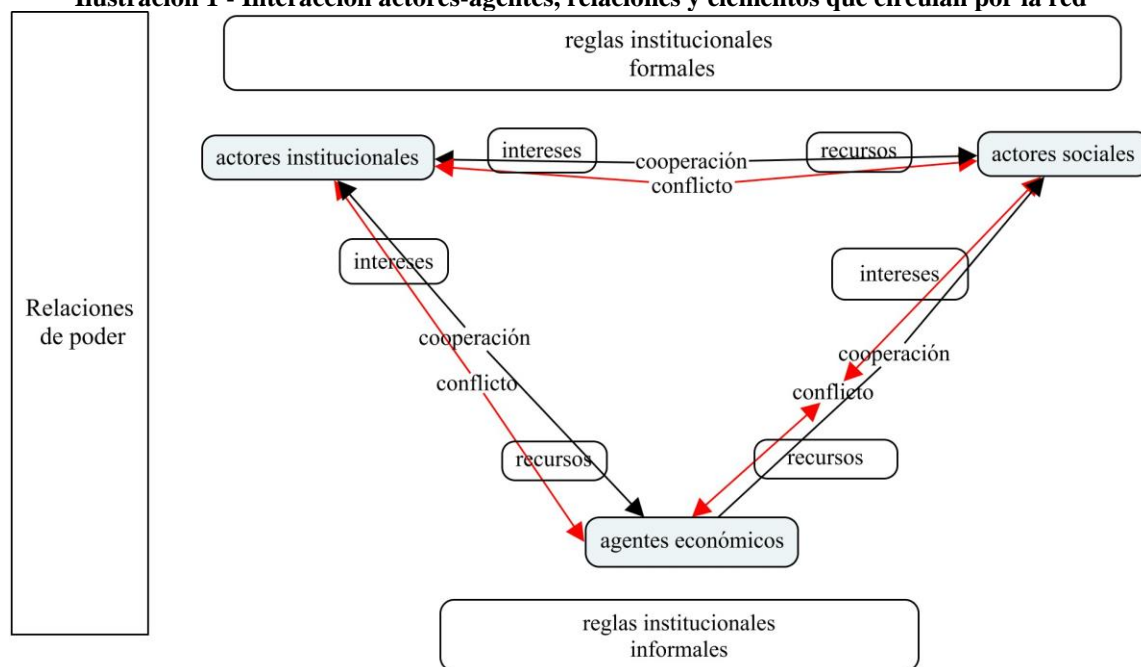 Ilustración 1 - Interacción actores-agentes, relaciones y elementos que circulan por la red
reglas institucionales
formales
actores institucionales
intereses
cooperación
conflicto
recursos
actores sociales
intereses
intereses
Relaciones
de poder
cooperación
cooperación
conflicto
conflicto
recursos
recursos
agentes económicos
reglas institucionales
informales